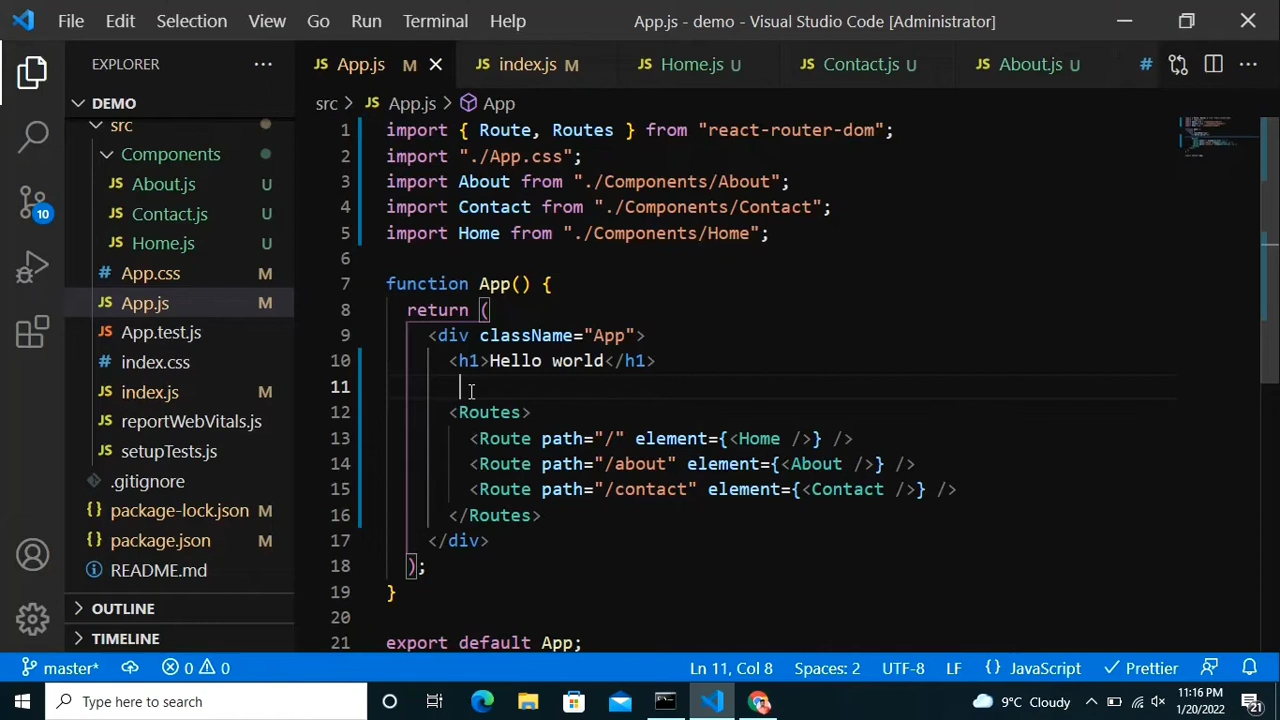 File Edit Selection View Go Run Terminal Help App.js - demo - Visual Studio Code [Administrator]
EXPLORER
App.js M index.js M Home.js U Contact.js U About.js U #
DEMO
src > App.js > App
src
Components
About.js U
Contact.js U
Home.js U
App.css M
App.js M
App.test.js
index.css
index.js M
reportWebVitals.js
setupTests.js
.gitignore
package-lock.json M
package.json M
README.md
OUTLINE
TIMELINE
10
1 import { Route, Routes } from "react-router-dom";
2 import "./App.css";
3 import About from "./Components/About";
4 import Contact from "./Components/Contact";
5 import Home from "./Components/Home";
6
7 function App() {
8 return (
9 <div className="App">
10 <h1>Hello world</h1>
11
12 <Routes>
13 <Route path="/" element={<Home />} />
14 <Route path="/about" element={<About />} />
15 <Route path="/contact" element={<Contact />} />
16 </Routes>
17 </div>
18 );
19 }
20
21 export default App;
master* 0 0 Ln 11, Col 8 Spaces: 2 UTF-8 LF {} JavaScript Prettier
Type here to search 9°C Cloudy 11:16 PM
1/20/2022
21